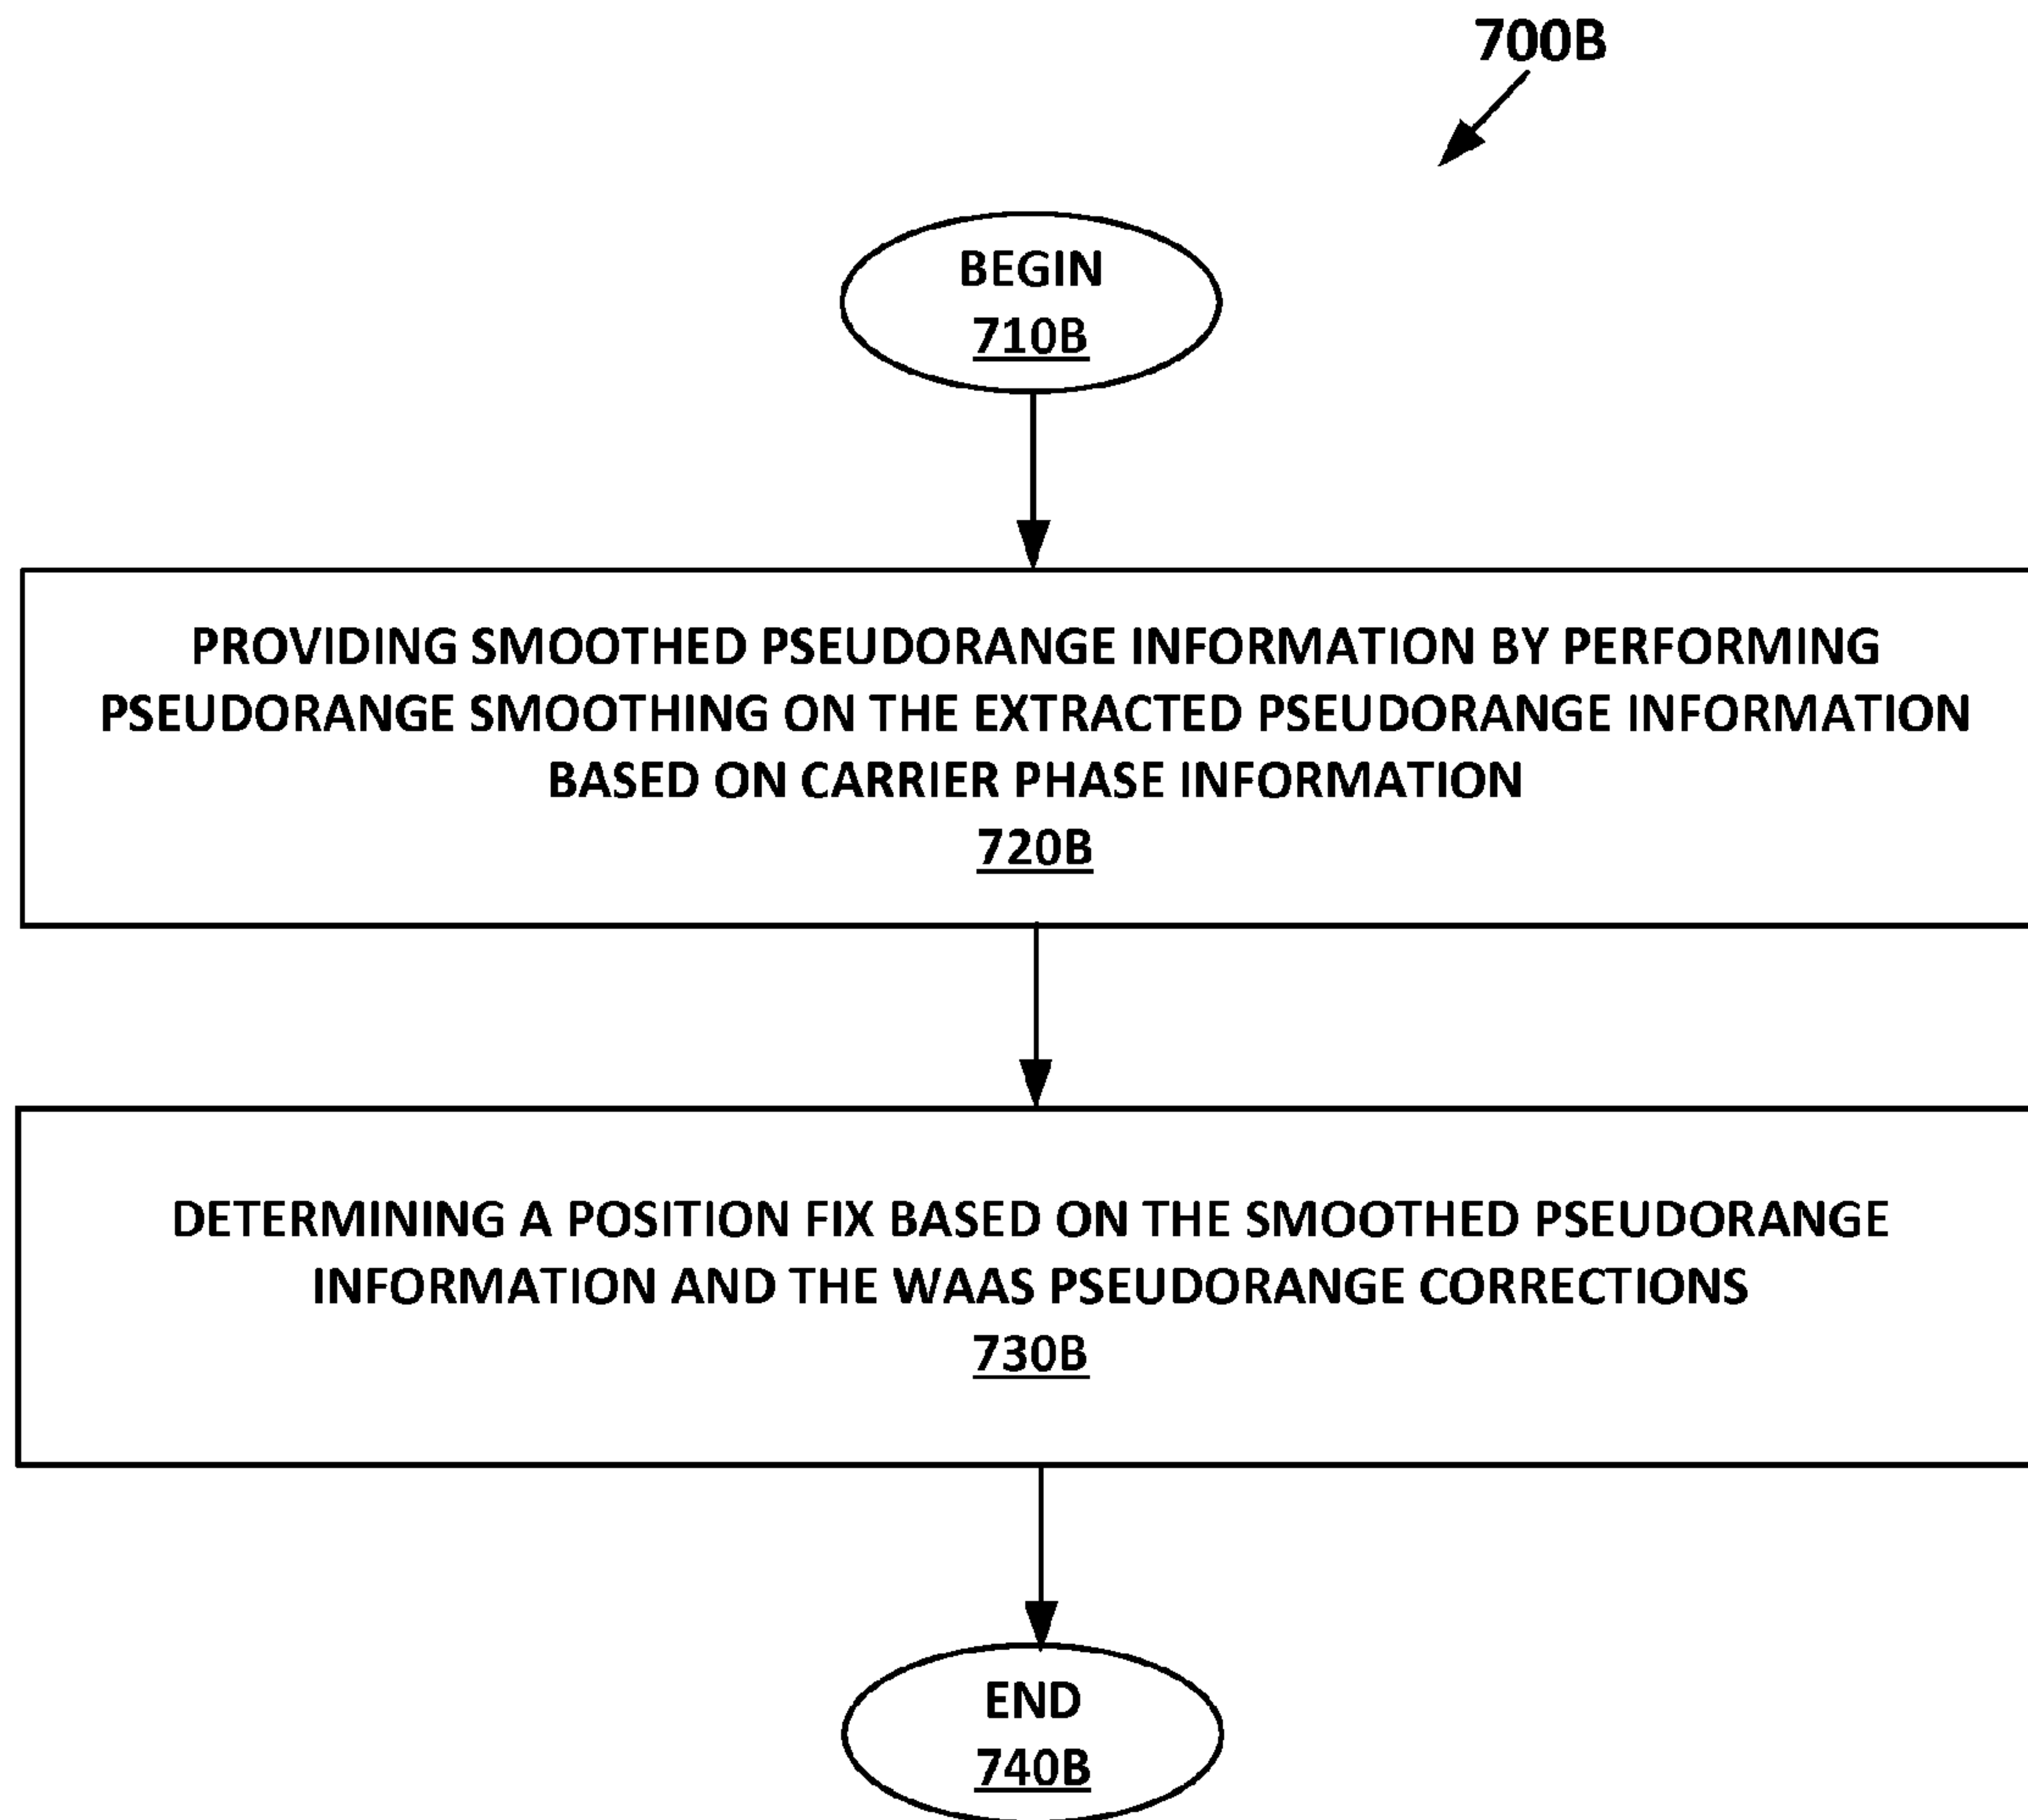 700B
BEGIN
710B
PROVIDING SMOOTHED PSEUDORANGE INFORMATION BY PERFORMING
PSEUDORANGE SMOOTHING ON THE EXTRACTED PSEUDORANGE INFORMATION
BASED ON CARRIER PHASE INFORMATION
720B
DETERMINING A POSITION FIX BASED ON THE SMOOTHED PSEUDORANGE
INFORMATION AND THE WAAS PSEUDORANGE CORRECTIONS
730B
END
740B